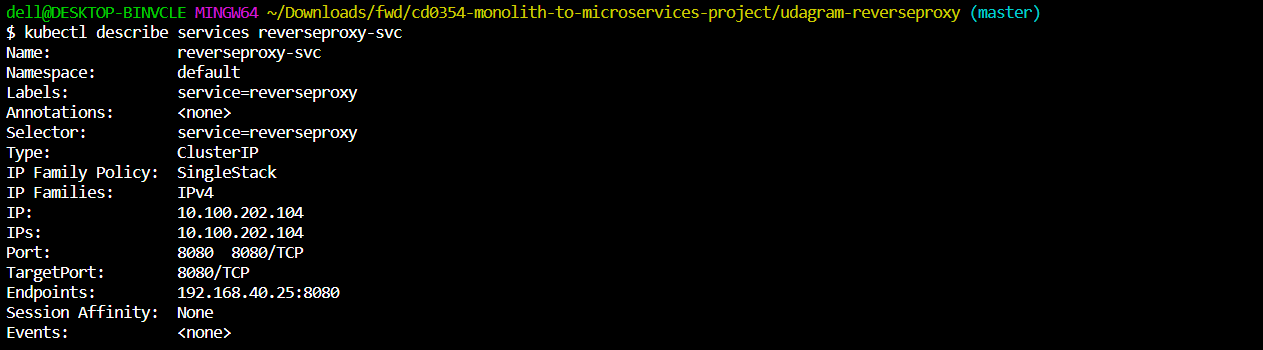 dell@DESKTOP-BINVCLE MINGW64 ~/Downloads/fwd/cd0354-monolith-to-microservices-project/udagram-reverseproxy (master)
$ kubectl describe services reverseproxy-svc
Name:              reverseproxy-svc
Namespace:         default
Labels:            service=reverseproxy
Annotations:       <none>
Selector:          service=reverseproxy
Type:              ClusterIP
IP Family Policy:  SingleStack
IP Families:       IPv4
IP:                10.100.202.104
IPs:               10.100.202.104
Port:              8080  8080/TCP
TargetPort:        8080/TCP
Endpoints:         192.168.40.25:8080
Session Affinity:  None
Events:            <none>